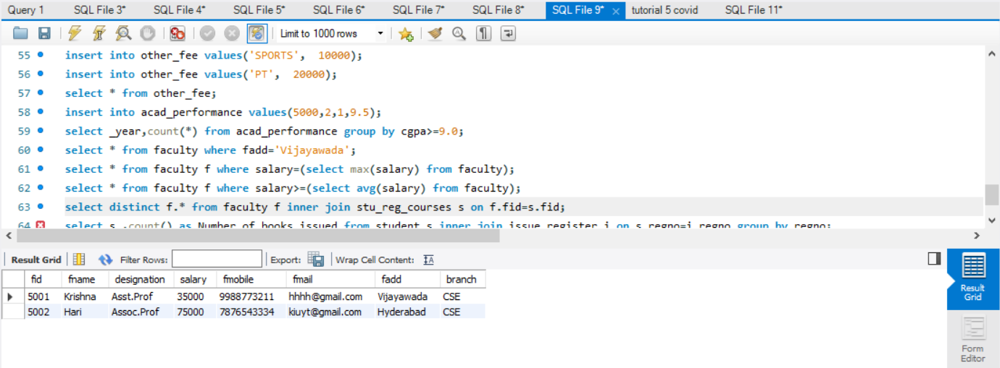 Query 1 SQL File 3* SQL File 4* SQL File 5* SQL File 6* SQL File 7* SQL File 8* SQL File 9* tutorial 5 covid SQL File 11*
Limit to 1000 rows
55 insert into other_fee values('SPORTS', 10000);
56 insert into other_fee values('PT', 20000);
57 select * from other_fee;
58 insert into acad_performance values(5000,2,1,9.5);
59 select _year,count(*) from acad_performance group by cgpa>=9.0;
60 select * from faculty where fadd='Vijayawada';
61 select * from faculty f where salary=(select max(salary) from faculty);
62 select * from faculty f where salary>=(select avg(salary) from faculty);
63 select distinct f.* from faculty f inner join stu_reg_courses s on f.fid=s.fid;
64 select s.,count() as Number_of_books_issued from student s inner join issue_register i on s.regno=i.regno group by regno;
Result Grid Filter Rows: Export: Wrap Cell Content:
fid fname designation salary fmobile fmail fadd branch
5001 Krishna Asst.Prof 35000 9988773211 hhhh@gmail.com Vijayawada CSE
5002 Hari Assoc.Prof 75000 7876543334 kiuyt@gmail.com Hyderabad CSE
Result
Grid
Form
Editor